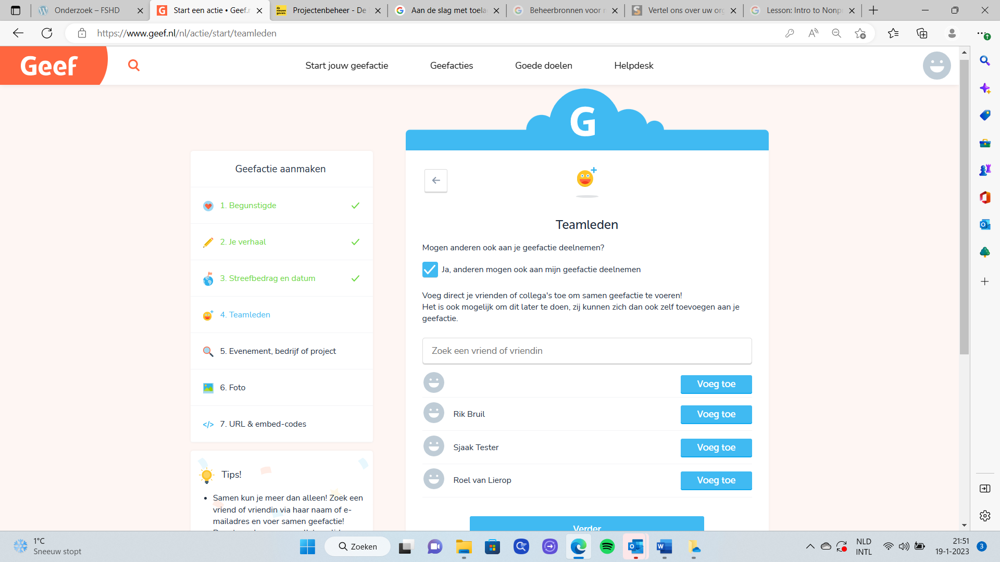 Onderzoek – FSHD
Start een actie • Geef.n
Projectenbeheer - De
Aan de slag met toela
Beheerbronnen voor
Vertel ons over uw org
Lesson: Intro to Nonp
https://www.geef.nl/nl/actie/start/teamleden
Geef
Start jouw geefactie
Geefacties
Goede doelen
Helpdesk
G
Geefactie aanmaken
1. Begunstigde
2. Je verhaal
3. Streefbedrag en datum
4. Teamleden
5. Evenement, bedrijf of project
6. Foto
</> 7. URL & embed-codes
Tips!
• Samen kun je meer dan alleen! Zoek een
vriend of vriendin via haar naam of e-
mailadres en voer samen geefactie!
Teamleden
Mogen anderen ook aan je geefactie deelnemen?
Ja, anderen mogen ook aan mijn geefactie deelnemen
Voeg direct je vrienden of collega's toe om samen geefactie te voeren!
Het is ook mogelijk om dit later te doen, zij kunnen zich dan ook zelf toevoegen aan je
geefactie.
Zoek een vriend of vriendin
Voeg toe
Rik Bruil Voeg toe
Sjaak Tester Voeg toe
Roel van Lierop Voeg toe
Verder
1°C
Sneeuw stopt
Zoeken
NLD
INTL
21:51
19-1-2023
3